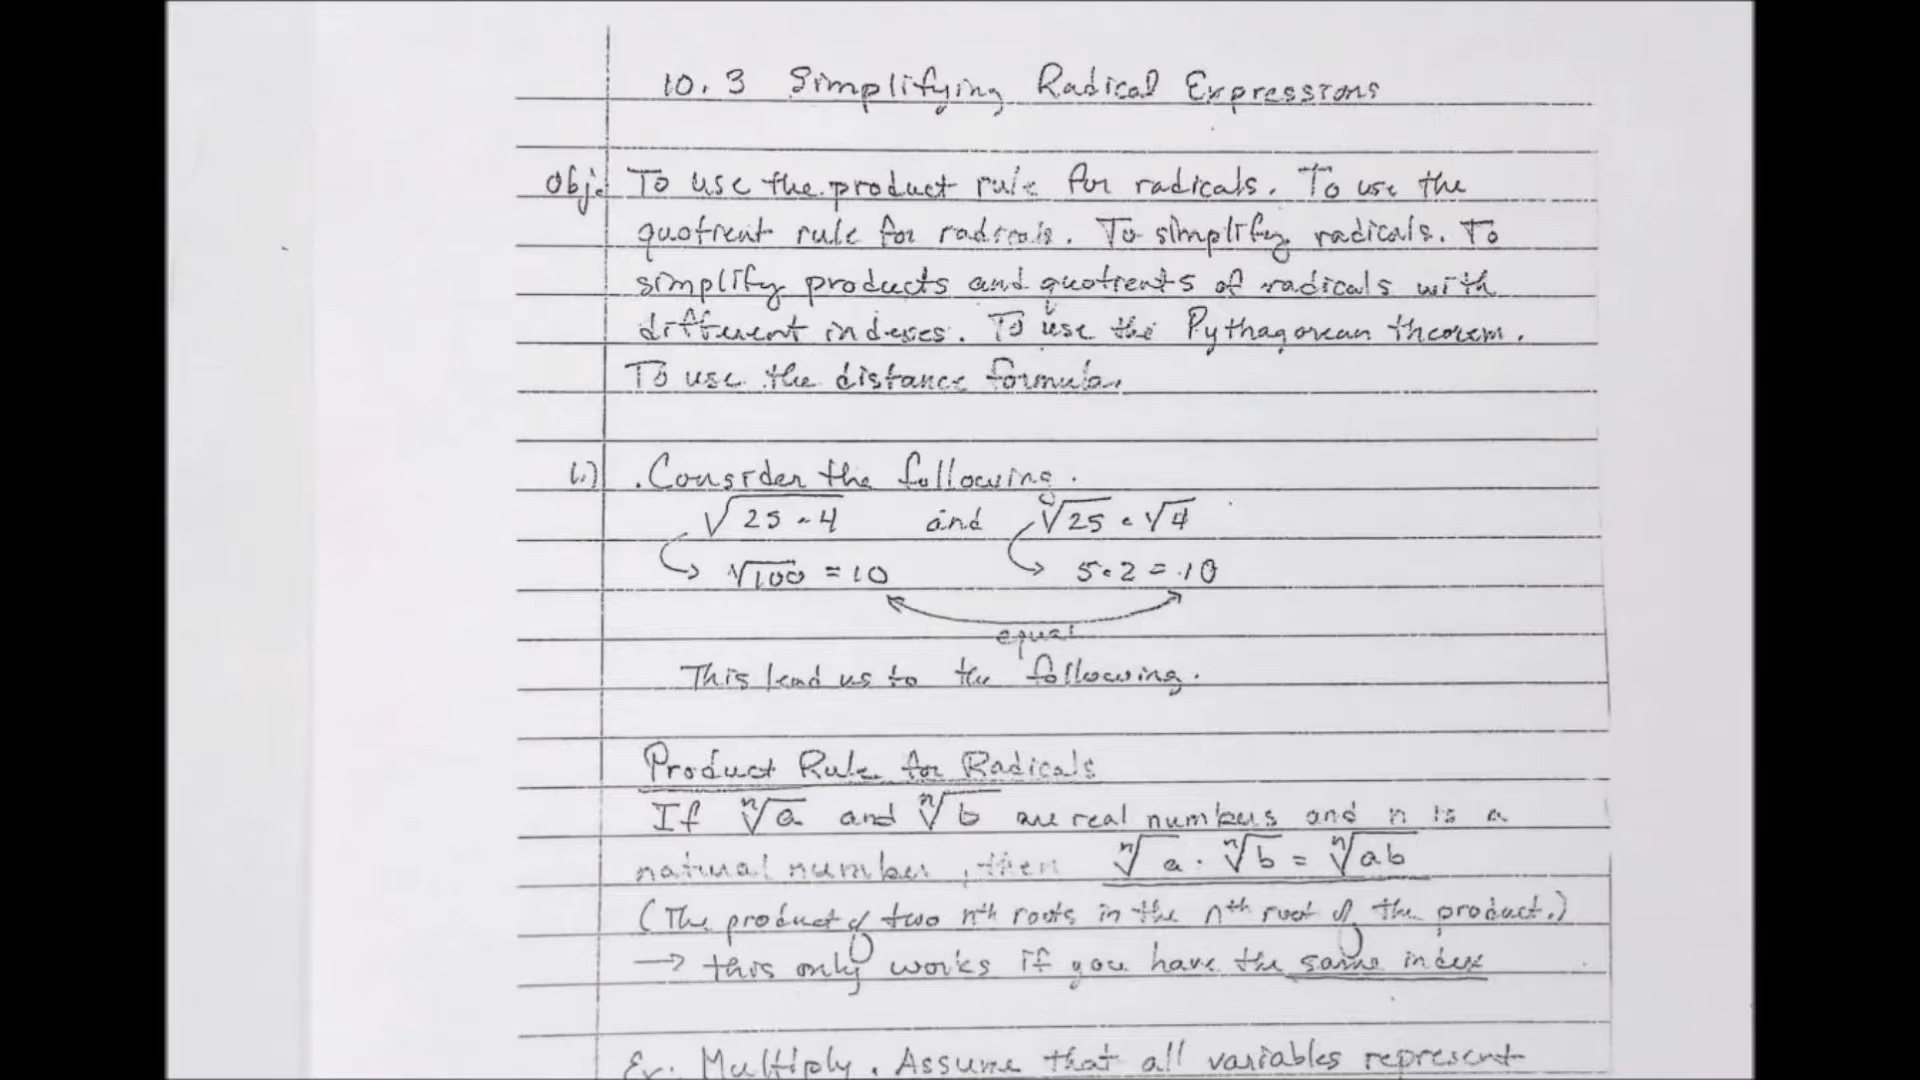 10.3 Simplifying Radical Expressions
Obj. To use the product rule for radicals. To use the
quotient rule for radicals. To simplify radicals. To
simplify products and quotients of radicals with
different indexes. To use the Pythagorean theorem.
To use the distance formula.
1.) Consider the following.
√25·4 and √25 · √4
√100 = 10 5·2 = 10
equal
This lead us to the following.
Product Rule for Radicals
If ⁿ√a and ⁿ√b are real numbers and n is a
natural number, then ⁿ√a · ⁿ√b = ⁿ√ab
(The product of two nth roots in the nth root of the product.)
→ this only works if you have the same index
Ex: Multiply. Assume that all variables represent